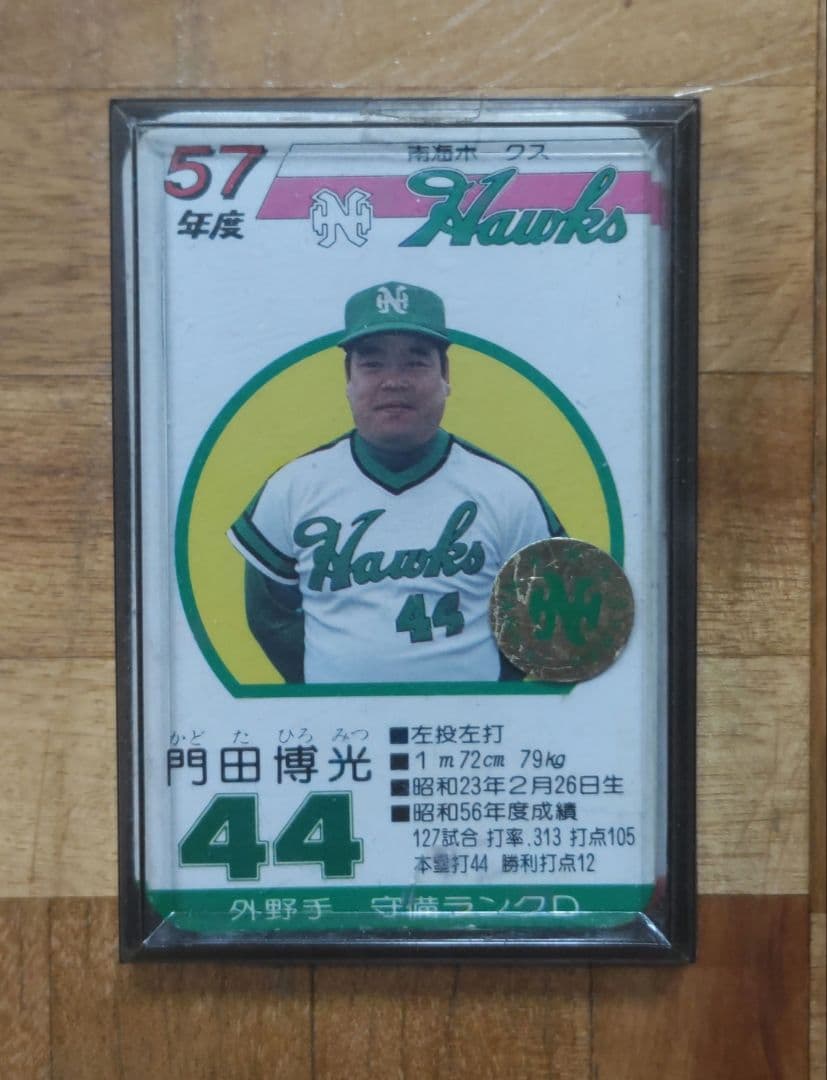 57
年度
南海ホークス
NH
Hawks
NH
Hawks
44
NH
かどたひろみつ
門田博光
44
■左投左打
■1m72cm 79kg
■昭和23年2月26日生
■昭和56年度成績
127試合 打率.313 打点105
本塁打44 勝利打点12
外野手 守備ランクD